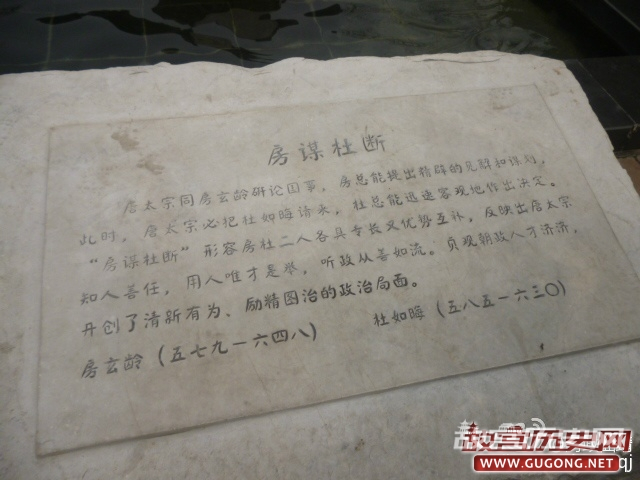 房谋杜断
唐太宗同房玄龄研论国事，房总能提出精辟的见解和谋划，
此时，唐太宗必把杜如晦请来，杜总能迅速客观地作出决定。
“房谋杜断”形容房杜二人各具专长又优势互补，反映出唐太宗
知人善任，用人唯才是举，听政从善如流。贞观朝政人才济济，
开创了清新有为、励精图治的政治局面。
房玄龄（五七九－六四八） 杜如晦（五八五－六三〇）
故宫历史网
WWW.GUGONG.NET
qj